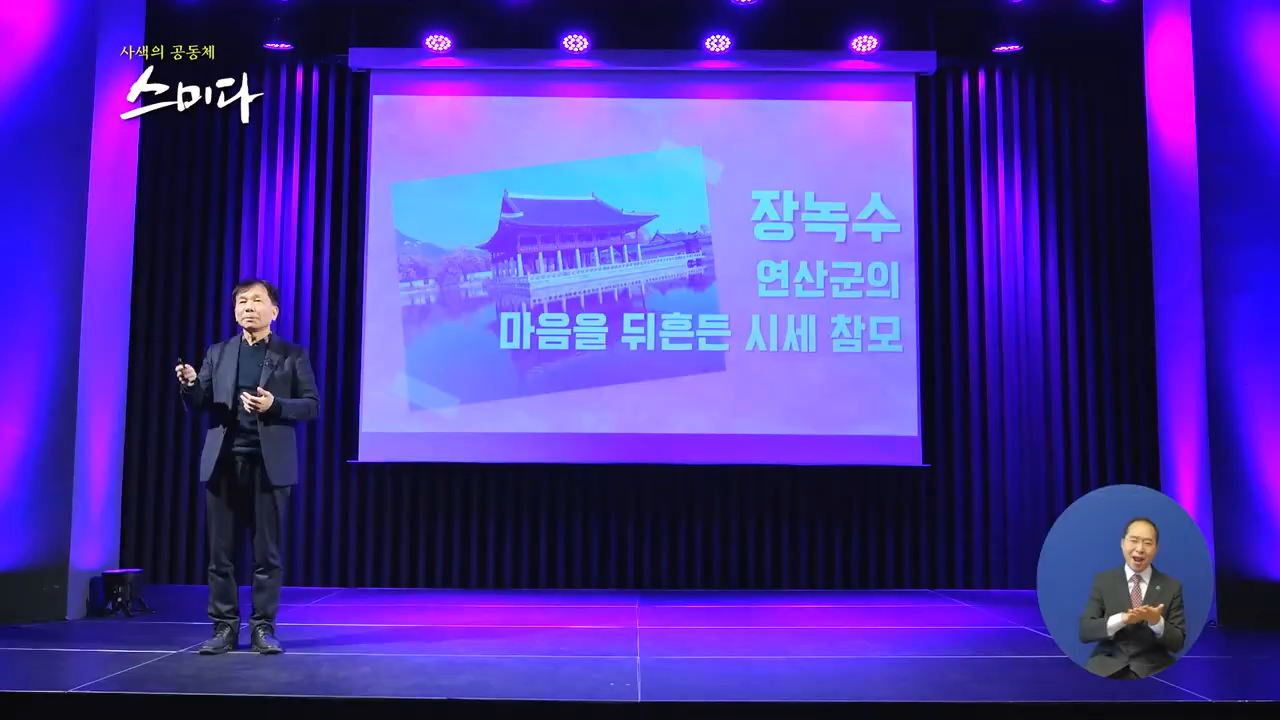 사색의 공동체
스미다
장녹수
연산군의
마음을 뒤흔든 시세 참모